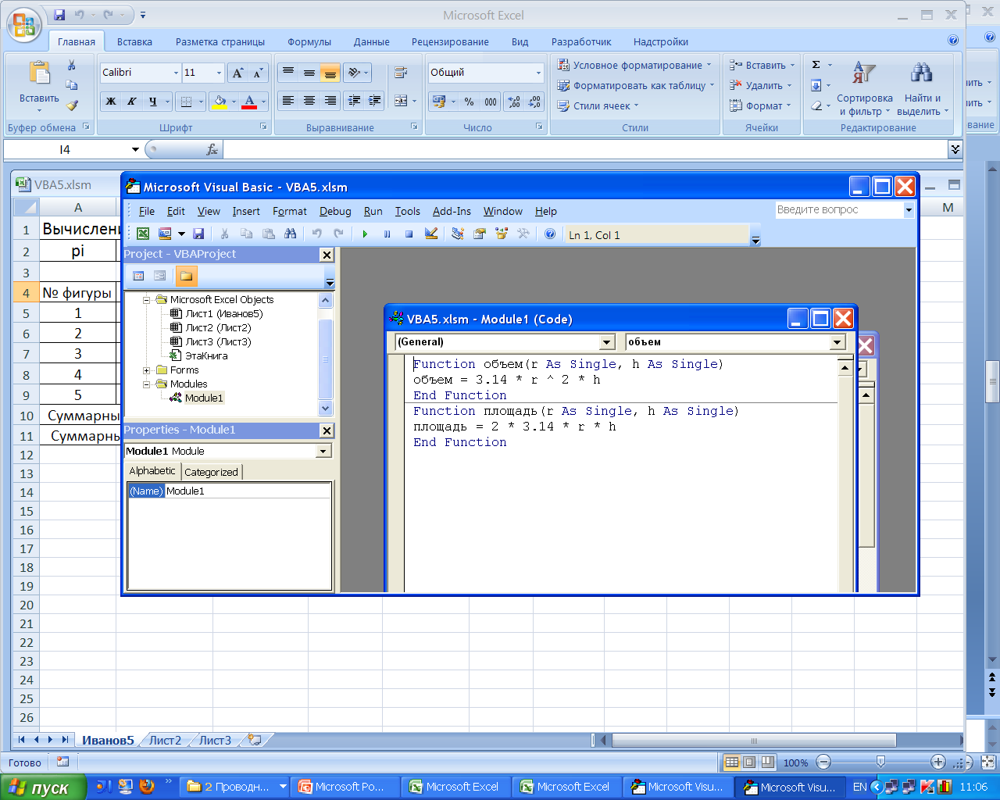 Microsoft Excel
Главная Вставка Разметка страницы Формулы Данные Рецензирование Вид Разработчик Надстройки
Calibri 11 Общий Условное форматирование Вставить Σ
Вставить Форматировать как таблицу Удалить Сортировка и фильтр Найти и выделить
Ж К Ч А % 000 Стили ячеек Формат
Буфер обмена Шрифт Выравнивание Число Стили Ячейки Редактирование
I4 fx
VBA5.xlsm
A M
1 Вычислени
2 pi
3
4 № фигуры
5 1
6 2
7 3
8 4
9 5
10 Суммарны
11 Суммарны
12
13
14
15
16
17
18
19
20
21
22
23
24
25
26
Microsoft Visual Basic - VBA5.xlsm
File Edit View Insert Format Debug Run Tools Add-Ins Window Help Введите вопрос
Ln 1, Col 1
Project - VBAProject
Microsoft Excel Objects
Лист1 (Иванов5)
Лист2 (Лист2)
Лист3 (Лист3)
ЭтаКнига
Forms
Modules
Module1
Properties - Module1
Module1 Module
Alphabetic Categorized
(Name) Module1
VBA5.xlsm - Module1 (Code)
(General) объем
Function объем(r As Single, h As Single)
объем = 3.14 * r ^ 2 * h
End Function
Function площадь(r As Single, h As Single)
площадь = 2 * 3.14 * r * h
End Function
Иванов5 Лист2 Лист3
Готово 100%
пуск 2 Проводн... Microsoft Po... Microsoft Excel Microsoft Excel Microsoft Visu... Microsoft Visu... EN 11:06